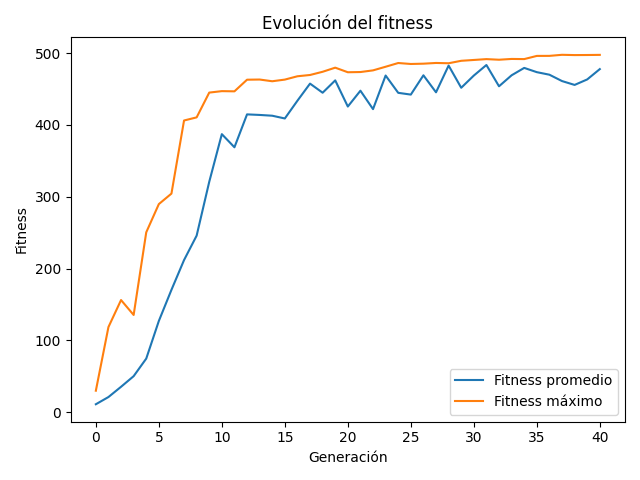 Evolución del fitness
Fitness
500
400
300
200
100
0
0 5 10 15 20 25 30 35 40
Generación
Fitness promedio
Fitness máximo